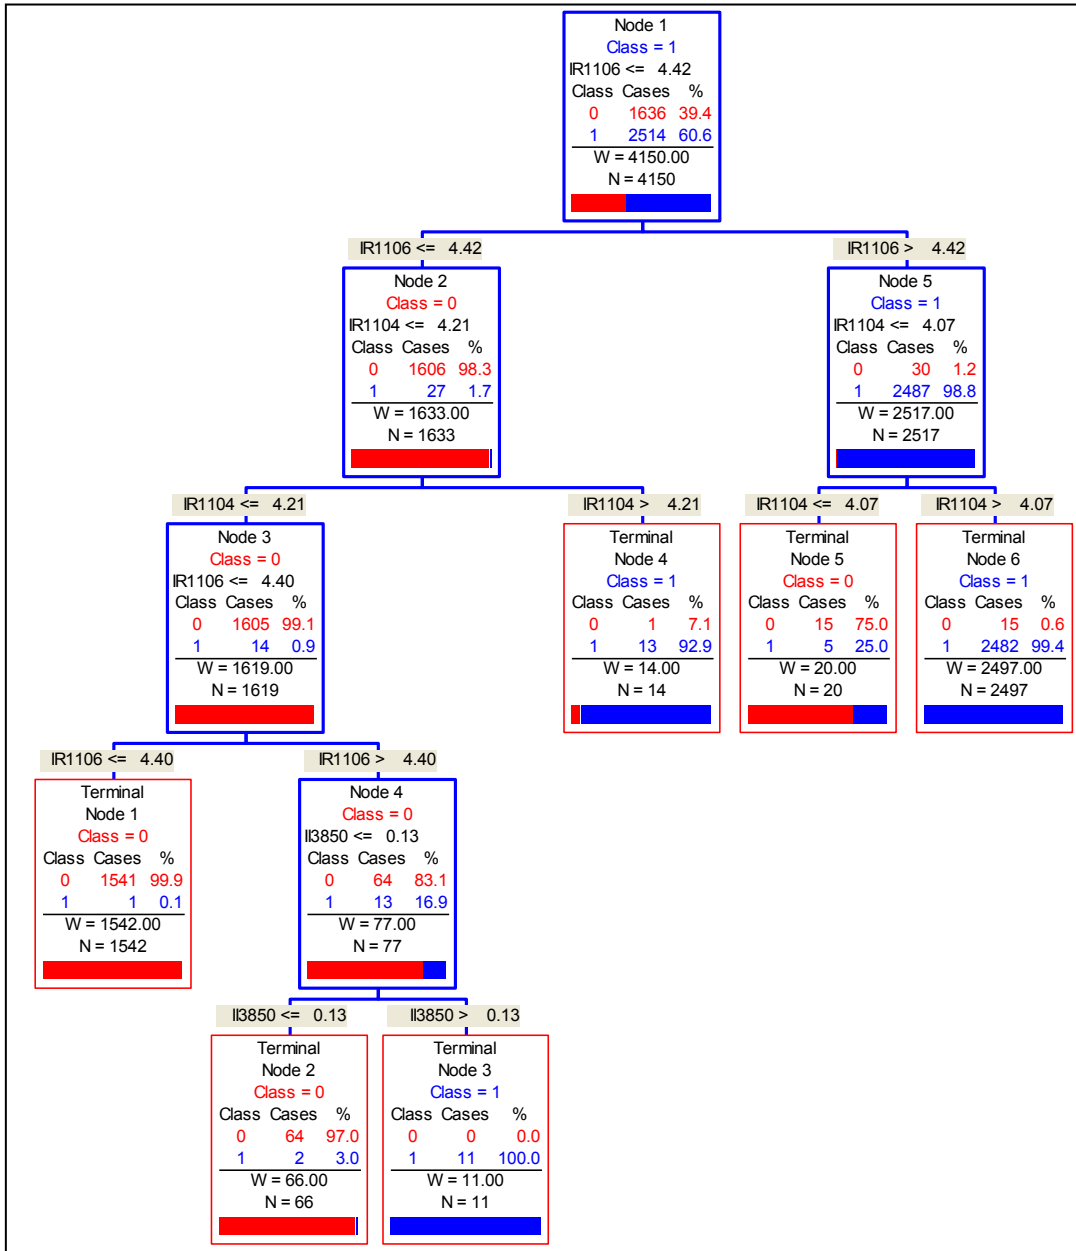 Node 1
Class = 1
IR1106 <= 4.42
Class Cases %
0 1636 39.4
1 2514 60.6
W = 4150.00
N = 4150
IR1106 <= 4.42
IR1106 > 4.42
Node 2
Class = 0
IR1104 <= 4.21
Class Cases %
0 1606 98.3
1 27 1.7
W = 1633.00
N = 1633
Node 5
Class = 1
IR1104 <= 4.07
Class Cases %
0 30 1.2
1 2487 98.8
W = 2517.00
N = 2517
IR1104 <= 4.21
IR1104 > 4.21
IR1104 <= 4.07
IR1104 > 4.07
Node 3
Class = 0
IR1106 <= 4.40
Class Cases %
0 1605 99.1
1 14 0.9
W = 1619.00
N = 1619
Terminal
Node 4
Class = 1
Class Cases %
0 1 7.1
1 13 92.9
W = 14.00
N = 14
Terminal
Node 5
Class = 0
Class Cases %
0 15 75.0
1 5 25.0
W = 20.00
N = 20
Terminal
Node 6
Class = 1
Class Cases %
0 15 0.6
1 2482 99.4
W = 2497.00
N = 2497
IR1106 <= 4.40
IR1106 > 4.40
Terminal
Node 1
Class = 0
Class Cases %
0 1541 99.9
1 1 0.1
W = 1542.00
N = 1542
Node 4
Class = 0
II3850 <= 0.13
Class Cases %
0 64 83.1
1 13 16.9
W = 77.00
N = 77
II3850 <= 0.13
II3850 > 0.13
Terminal
Node 2
Class = 0
Class Cases %
0 64 97.0
1 2 3.0
W = 66.00
N = 66
Terminal
Node 3
Class = 1
Class Cases %
0 0 0.0
1 11 100.0
W = 11.00
N = 11